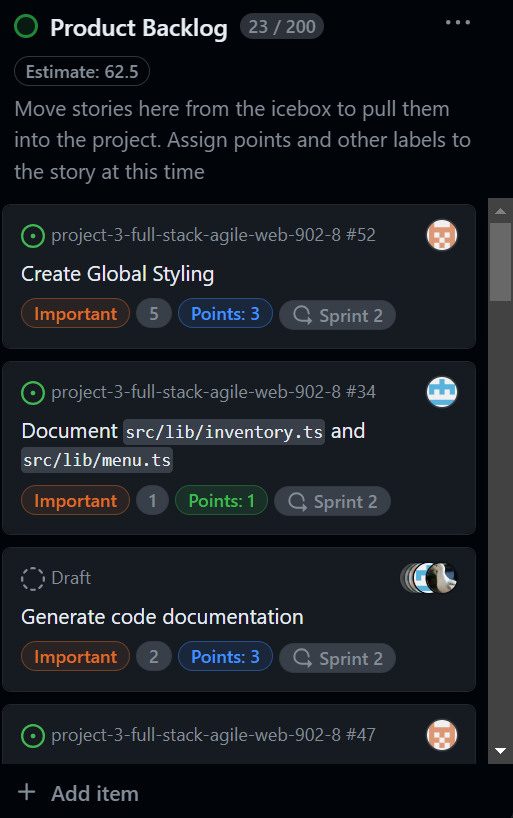 Product Backlog 23 / 200
Estimate: 62.5
Move stories here from the icebox to pull them
into the project. Assign points and other labels to
the story at this time
project-3-full-stack-agile-web-902-8 #52
Create Global Styling
Important 5 Points: 3 Sprint 2
project-3-full-stack-agile-web-902-8 #34
Document src/lib/inventory.ts and
src/lib/menu.ts
Important 1 Points: 1 Sprint 2
Draft
Generate code documentation
Important 2 Points: 3 Sprint 2
project-3-full-stack-agile-web-902-8 #47
Add item